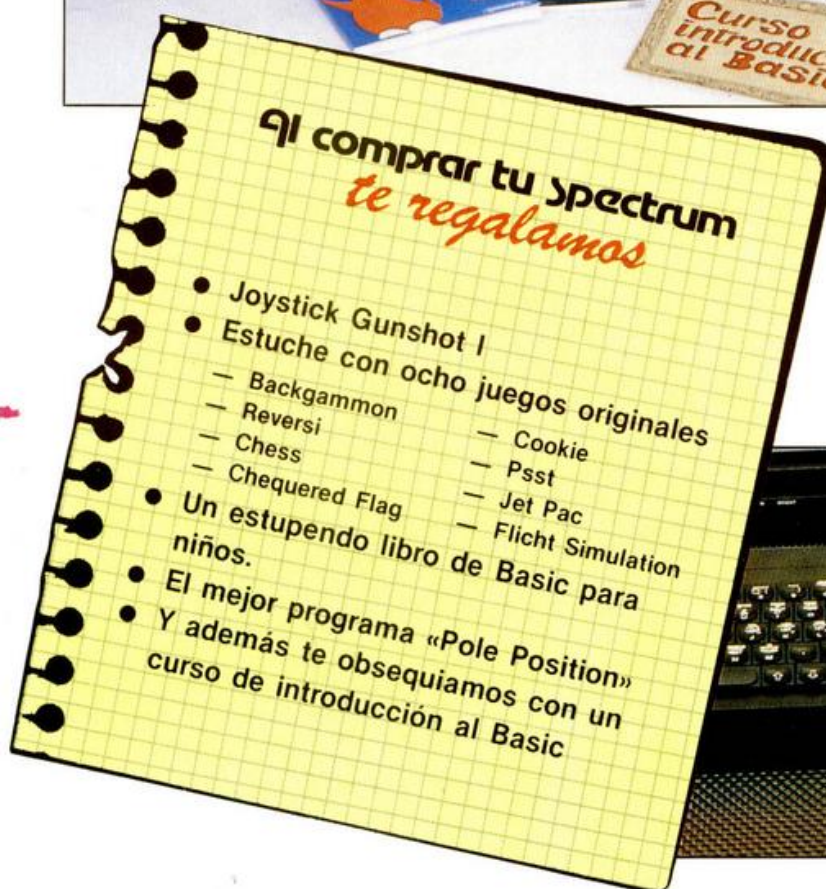 Curso
al Basic
Al comprar tu spectrum
te regalamos
• Joystick Gunshot I
• Estuche con ocho juegos originales
— Backgammon
— Reversi
— Chess
— Chequered Flag
— Cookie
— Psst
— Jet Pac
— Flicht Simulation
• Un estupendo libro de Basic para
niños.
• El mejor programa «Pole Position»
• Y además te obsequiamos con un
curso de introducción al Basic